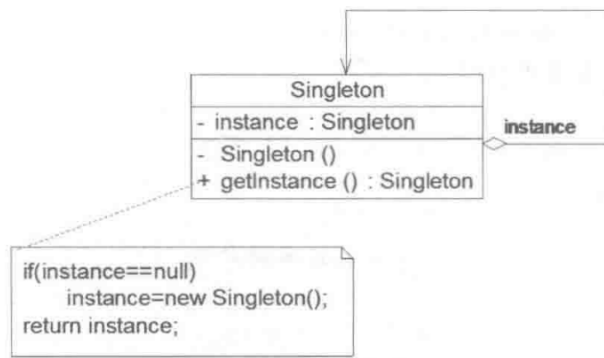 Singleton
- instance : Singleton
instance
- Singleton ()
+ getInstance () : Singleton
if(instance==null)
instance=new Singleton();
return instance;